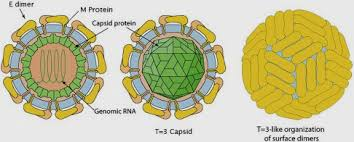 E dimer
M Protein
Capsid protein
Genomic RNA
T=3 Capsid
T=3-like organization
of surface dimers